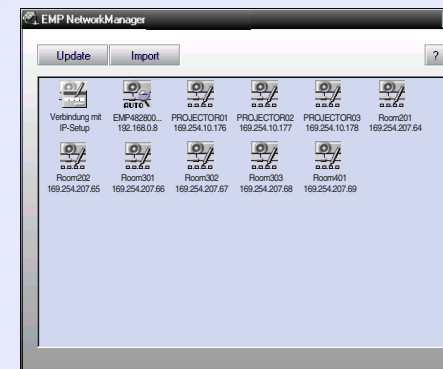 EMP NetworkManager
Update Import ?
AUTO
Verbindung mit EMP482800... PROJECTOR01 PROJECTOR02 PROJECTOR03 Room201
IP-Setup 192.168.0.8 169.254.10.176 169.254.10.177 169.254.10.178 169.254.207.64
Room202 Room301 Room302 Room303 Room401
169.254.207.65 169.254.207.66 169.254.207.67 169.254.207.68 169.254.207.69